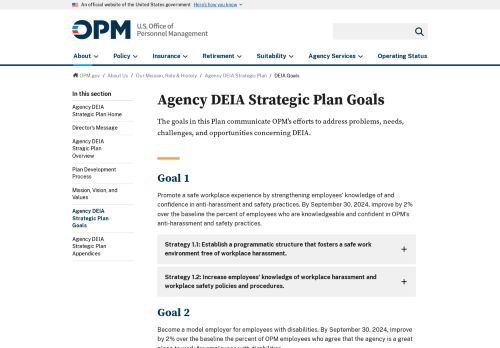 An official website of the United States government Here's how you know
OPM U.S. Office of
Personnel Management
About Policy Insurance Retirement Suitability Agency Services Operating Status
OPM.gov / About Us / Our Mission, Role & History / Agency DEIA Strategic Plan / DEIA Goals
In this section
Agency DEIA
Strategic Plan Home
Director's Message
Agency DEIA
Stragic Plan
Overview
Plan Development
Process
Mission, Vision, and
Values
Agency DEIA
Strategic Plan
Goals
Agency DEIA
Strategic Plan
Appendices
Agency DEIA Strategic Plan Goals
The goals in this Plan communicate OPM's efforts to address problems, needs,
challenges, and opportunities concerning DEIA.
Goal 1
Promote a safe workplace experience by strengthening employees' knowledge of and
confidence in anti-harassment and safety practices. By September 30, 2024, improve by 2%
over the baseline the percent of employees who are knowledgeable and confident in OPM's
anti-harassment and safety practices.
Strategy 1.1: Establish a programmatic structure that fosters a safe work
environment free of workplace harassment.
Strategy 1.2: Increase employees' knowledge of workplace harassment and
workplace safety policies and procedures.
Goal 2
Become a model employer for employees with disabilities. By September 30, 2024, improve
by 2% over the baseline the percent of OPM employees who agree that the agency is a great